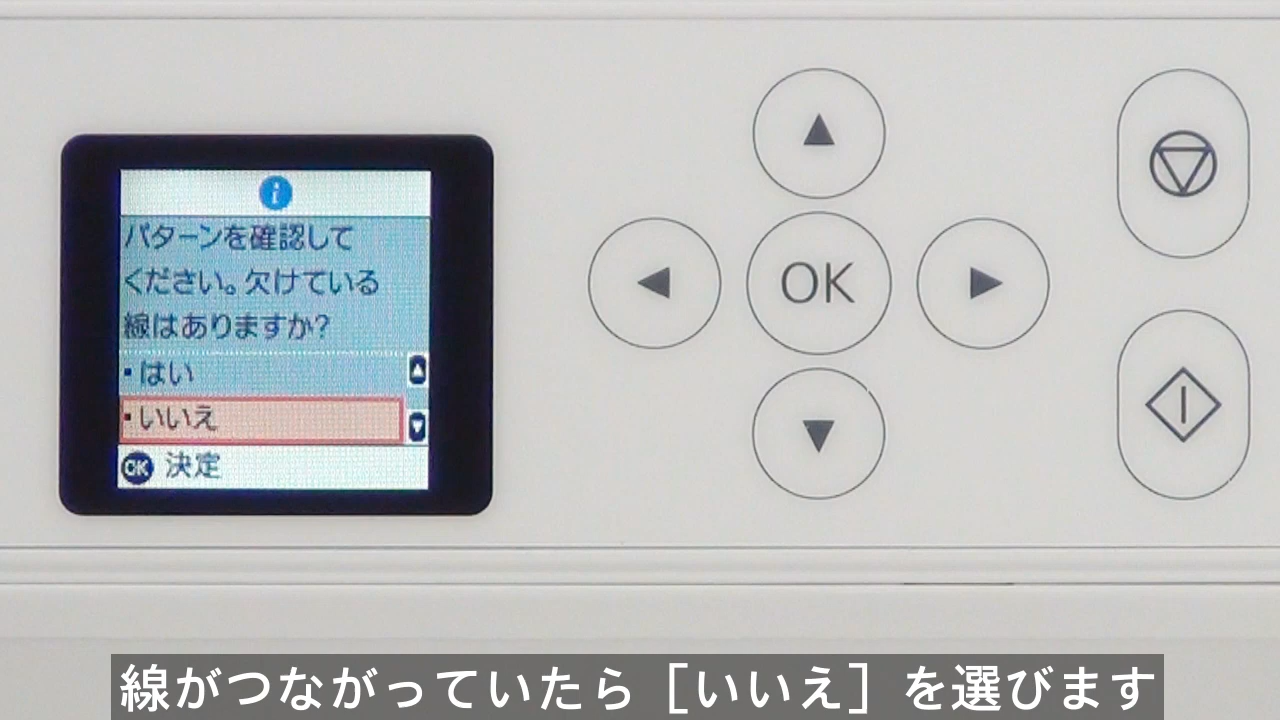 パターンを確認して
ください。欠けている
線はありますか?
・はい
・いいえ
OK 決定
OK
線がつながっていたら［いいえ］を選びます